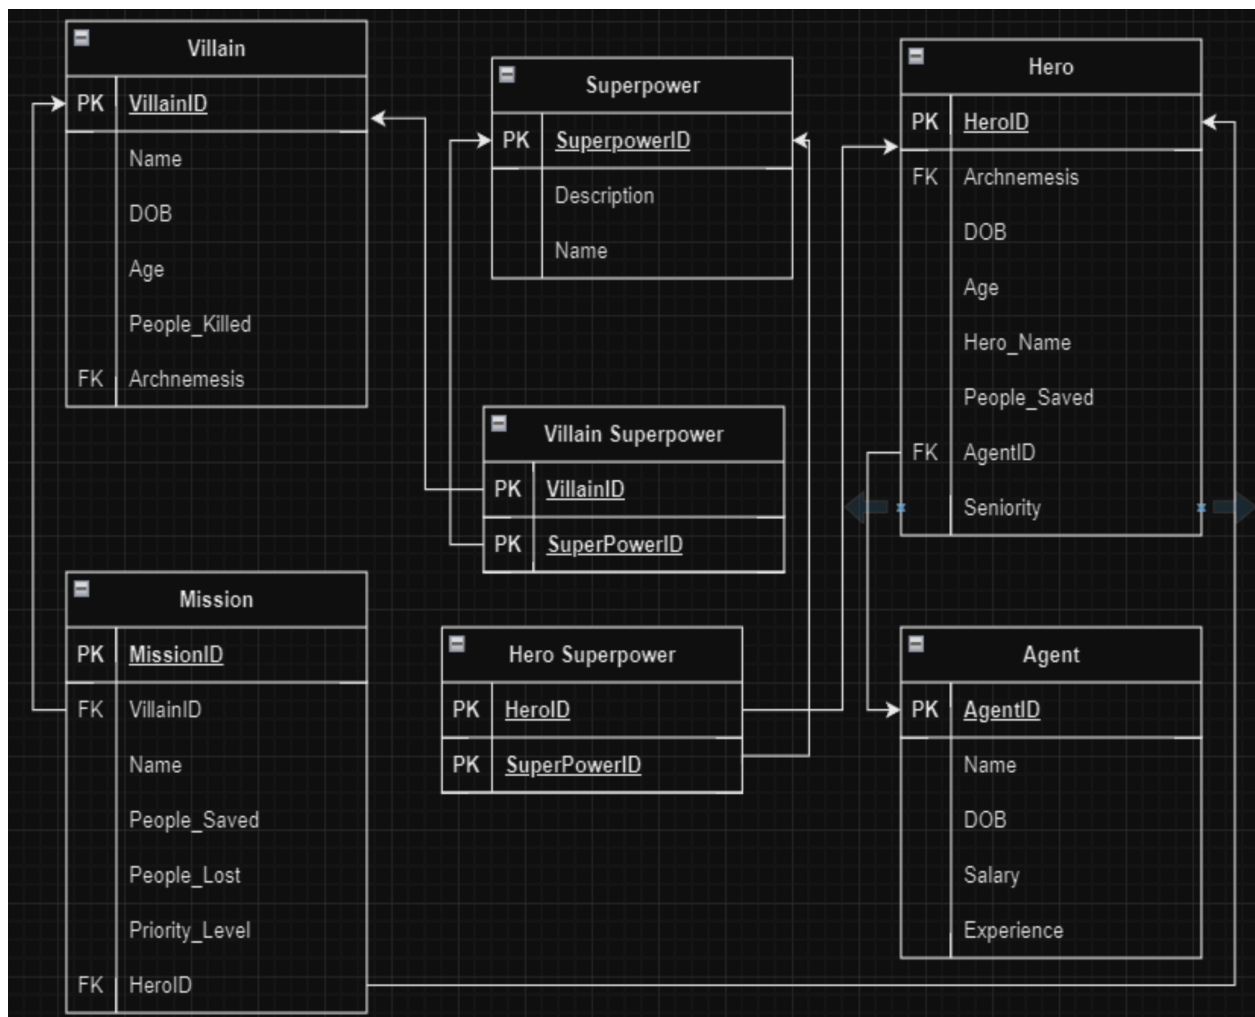 Villain
PK VillainID
Name
DOB
Age
People_Killed
FK Archnemesis
Superpower
PK SuperpowerID
Description
Name
Hero
PK HeroID
FK Archnemesis
DOB
Age
Hero_Name
People_Saved
FK AgentID
Seniority
Villain Superpower
PK VillainID
PK SuperPowerID
Mission
PK MissionID
FK VillainID
Name
People_Saved
People_Lost
Priority_Level
FK HeroID
Hero Superpower
PK HeroID
PK SuperPowerID
Agent
PK AgentID
Name
DOB
Salary
Experience